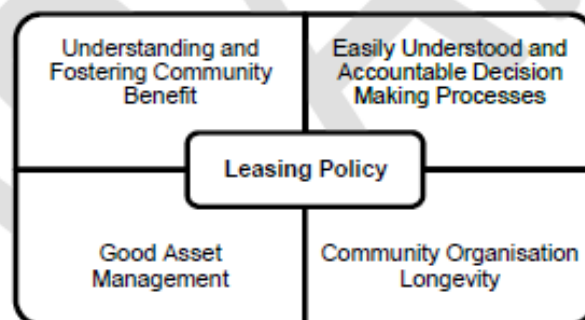 Understanding and
Fostering Community
Benefit
Easily Understood and
Accountable Decision
Making Processes
Leasing Policy
Good Asset
Management
Community Organisation
Longevity